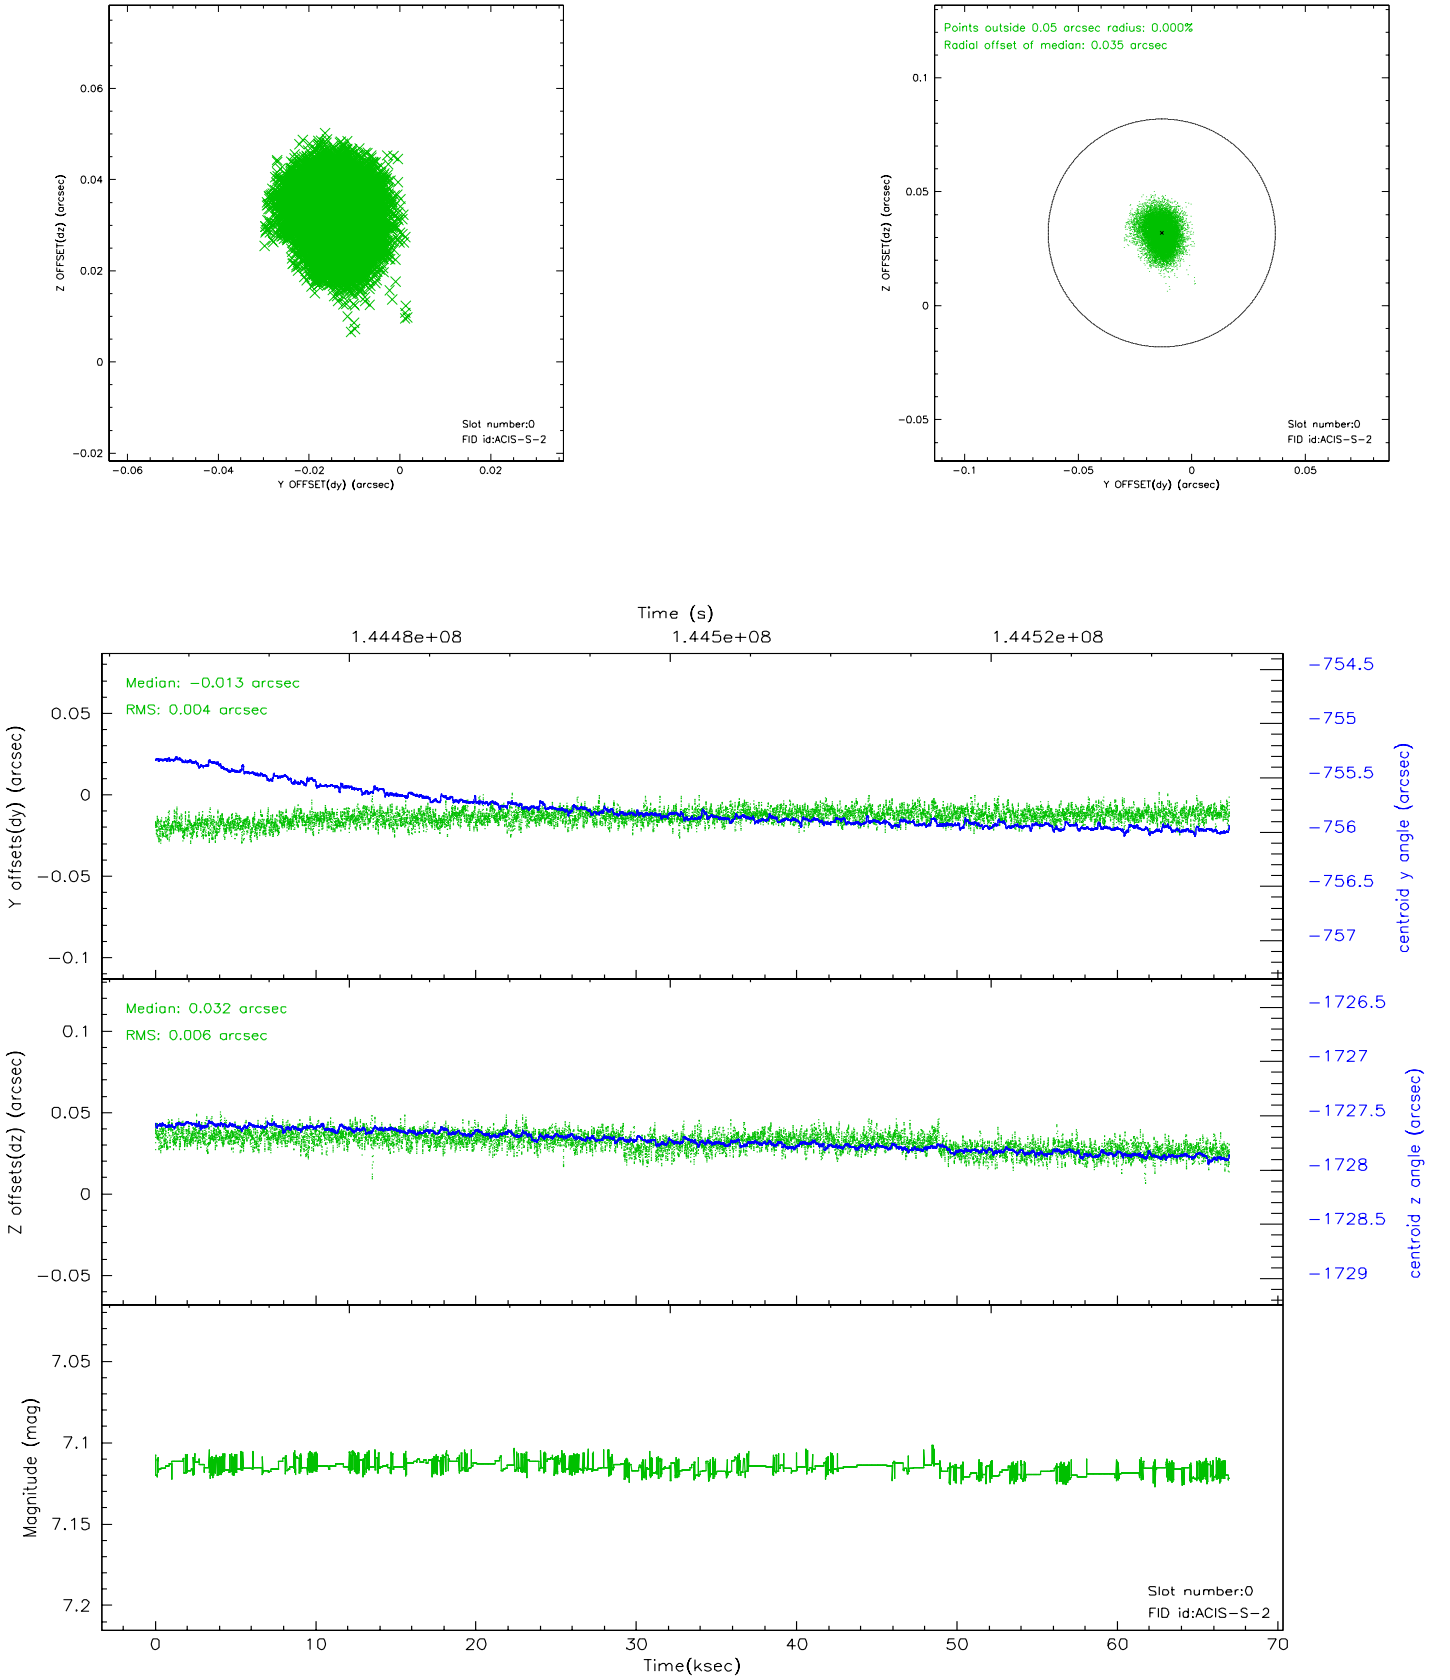 0.06
0.04
0.02
0
−0.02
Z OFFSET(dz) (arcsec)
Slot number:0
FID id:ACIS−S−2
−0.06 −0.04 −0.02 0 0.02
Y OFFSET(dy) (arcsec)
Points outside 0.05 arcsec radius: 0.000%
Radial offset of median: 0.035 arcsec
0.1
0.05
0
−0.05
Z OFFSET(dz) (arcsec)
Slot number:0
FID id:ACIS−S−2
−0.1 −0.05 0 0.05
Y OFFSET(dy) (arcsec)
Time (s)
1.4448e+08 1.445e+08 1.4452e+08
Median: −0.013 arcsec
RMS: 0.004 arcsec
0.05
0
−0.05
−0.1
Y offsets(dy) (arcsec)
−754.5
−755
−755.5
−756
−756.5
−757
centroid y angle (arcsec)
Median: 0.032 arcsec
RMS: 0.006 arcsec
0.1
0.05
0
−0.05
Z offsets(dz) (arcsec)
−1726.5
−1727
−1727.5
−1728
−1728.5
−1729
centroid z angle (arcsec)
7.05
7.1
7.15
7.2
Magnitude (mag)
Slot number:0
FID id:ACIS−S−2
0 10 20 30 40 50 60 70
Time(ksec)